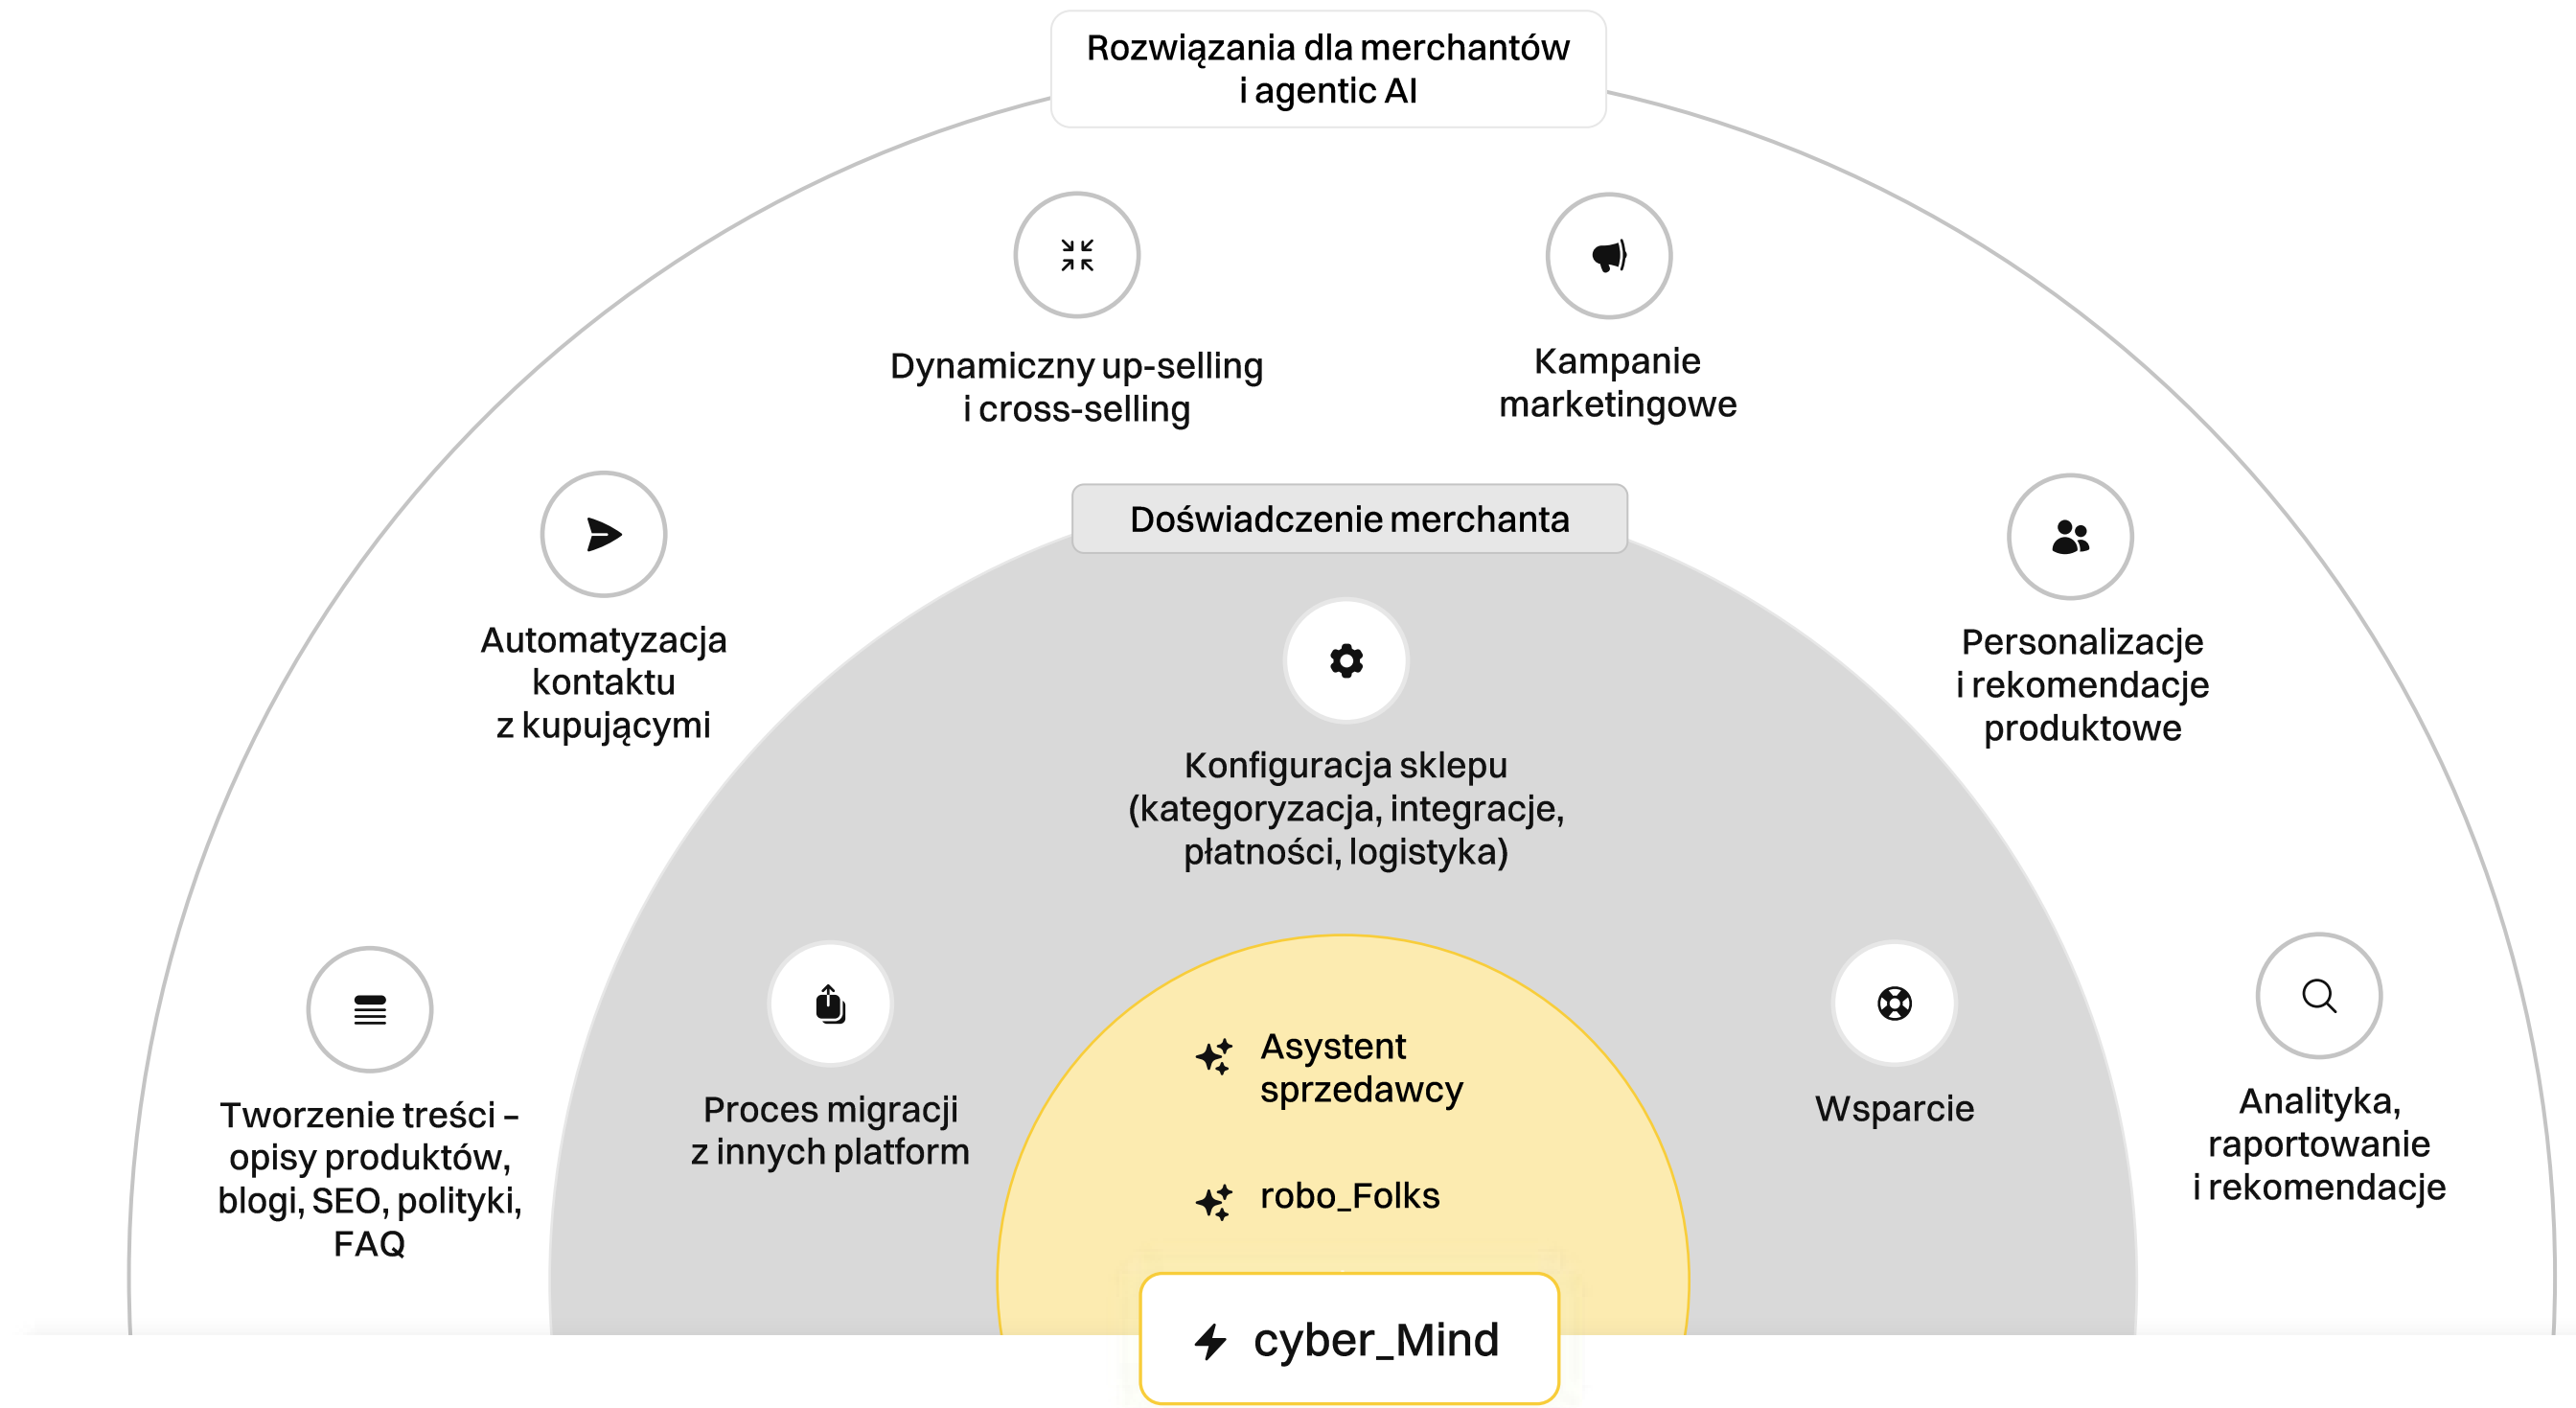 Rozwiązania dla merchantów
i agentic AI
Dynamiczny up-selling
i cross-selling
Kampanie
marketingowe
Automatyzacja
kontaktu
z kupującymi
Personalizacje
i rekomendacje
produktowe
Tworzenie treści –
opisy produktów,
blogi, SEO, polityki,
FAQ
Analityka,
raportowanie
i rekomendacje
Doświadczenie merchanta
Konfiguracja sklepu
(kategoryzacja, integracje,
płatności, logistyka)
Proces migracji
z innych platform
Wsparcie
Asystent
sprzedawcy
robo_Folks
cyber_Mind